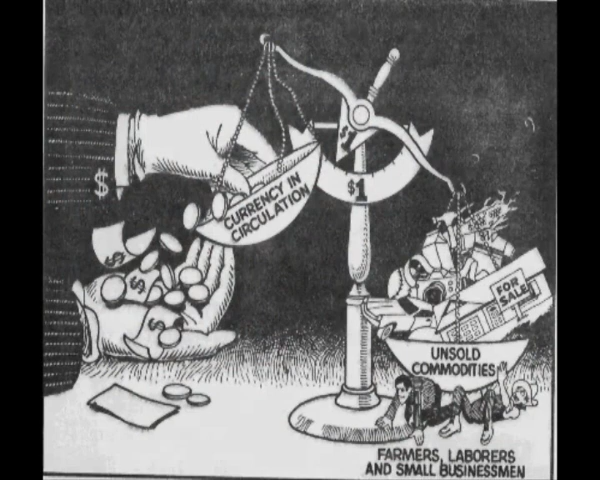 $
CURRENCY IN
CIRCULATION
$1
$
$
$
FOR
SALE
UNSOLD
COMMODITIES
FARMERS, LABORERS
AND SMALL BUSINESSMEN